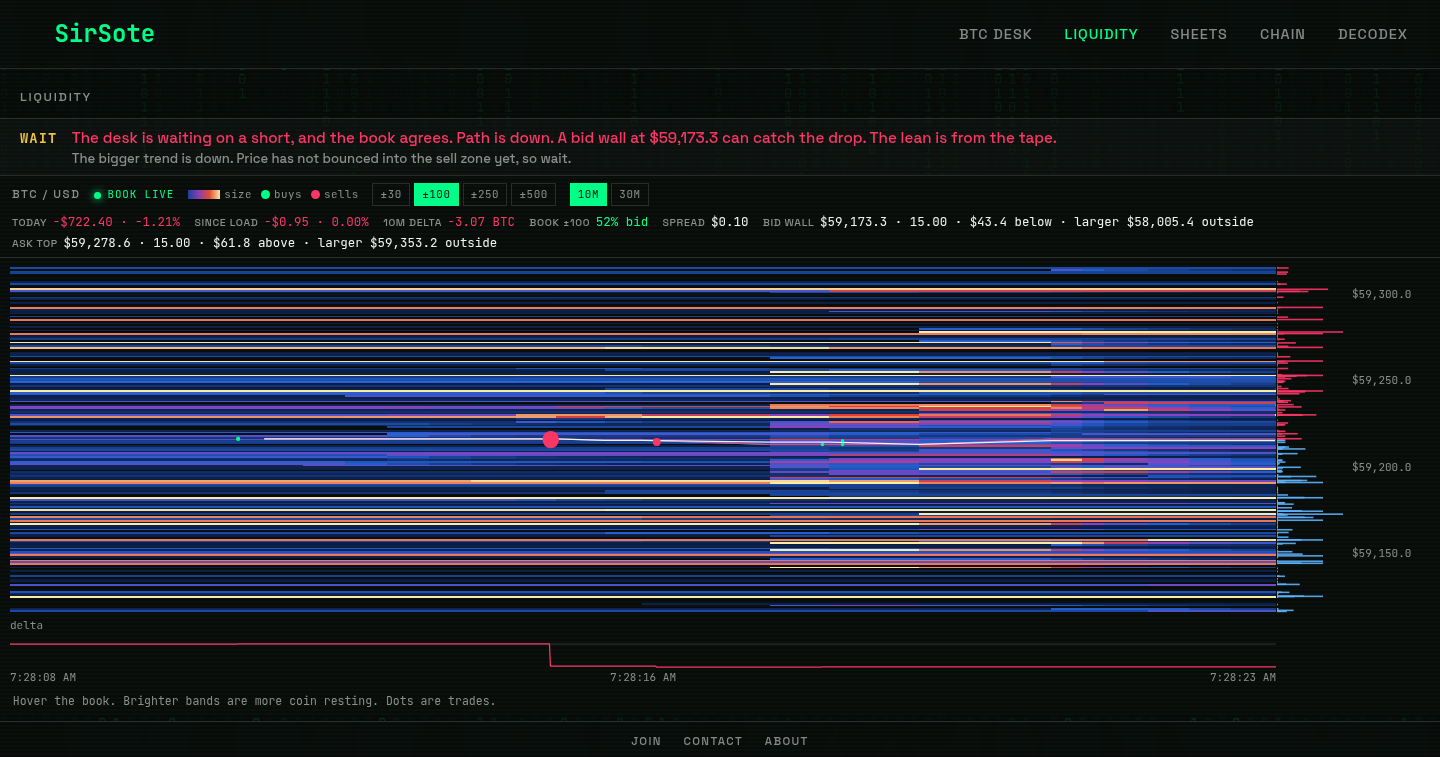 SirSote
BTC DESK LIQUIDITY SHEETS CHAIN DECODEX
LIQUIDITY
WAIT The desk is waiting on a short, and the book agrees. Path is down. A bid wall at $59,173.3 can catch the drop. The lean is from the tape.
The bigger trend is down. Price has not bounced into the sell zone yet, so wait.
BTC / USD BOOK LIVE size buys sells ±30 ±100 ±250 ±500 10M 30M
TODAY -$722.40 · -1.21% SINCE LOAD -$0.95 · 0.00% 10M DELTA -3.07 BTC BOOK ±100 52% bid SPREAD $0.10 BID WALL $59,173.3 · 15.00 · $43.4 below · larger $58,005.4 outside
ASK TOP $59,278.6 · 15.00 · $61.8 above · larger $59,353.2 outside
$59,300.0
$59,250.0
$59,200.0
$59,150.0
delta
7:28:08 AM 7:28:16 AM 7:28:23 AM
Hover the book. Brighter bands are more coin resting. Dots are trades.
JOIN CONTACT ABOUT